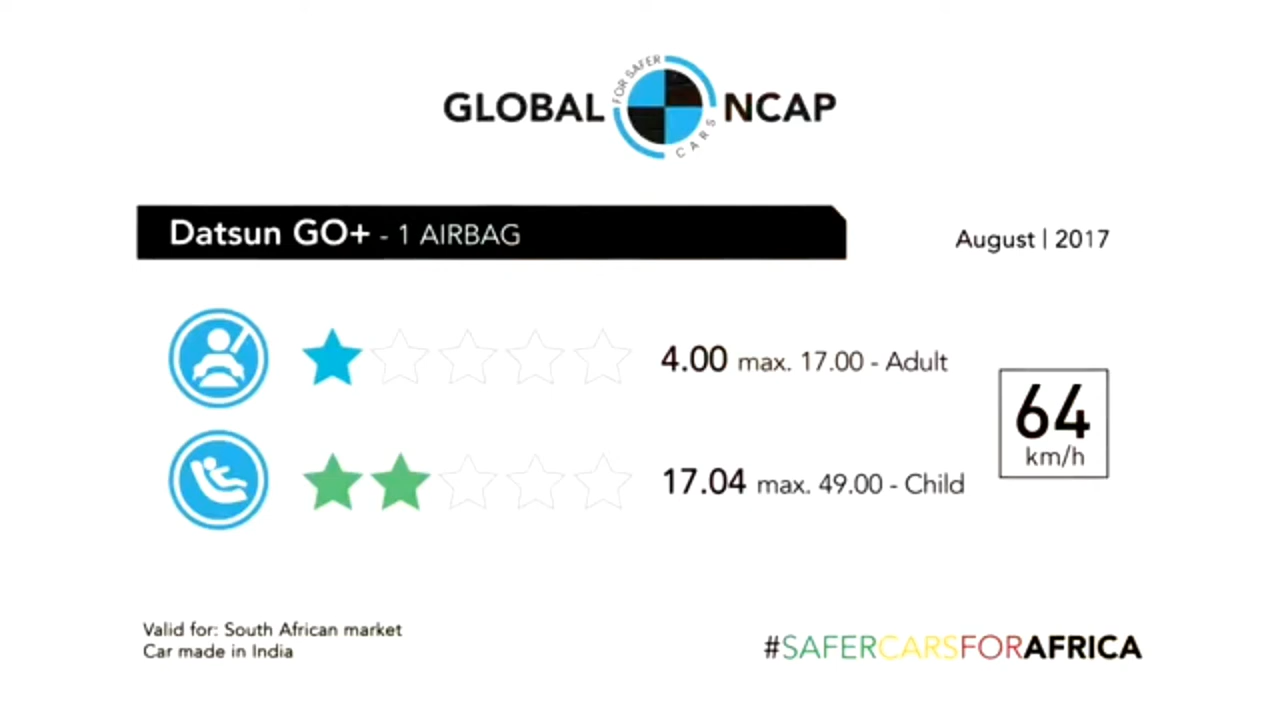 GLOBAL FOR SAFER CARS NCAP
Datsun GO+ - 1 AIRBAG
August | 2017
4.00 max. 17.00 - Adult
64
km/h
17.04 max. 49.00 - Child
Valid for: South African market
Car made in India
#SAFERCARSFORAFRICA